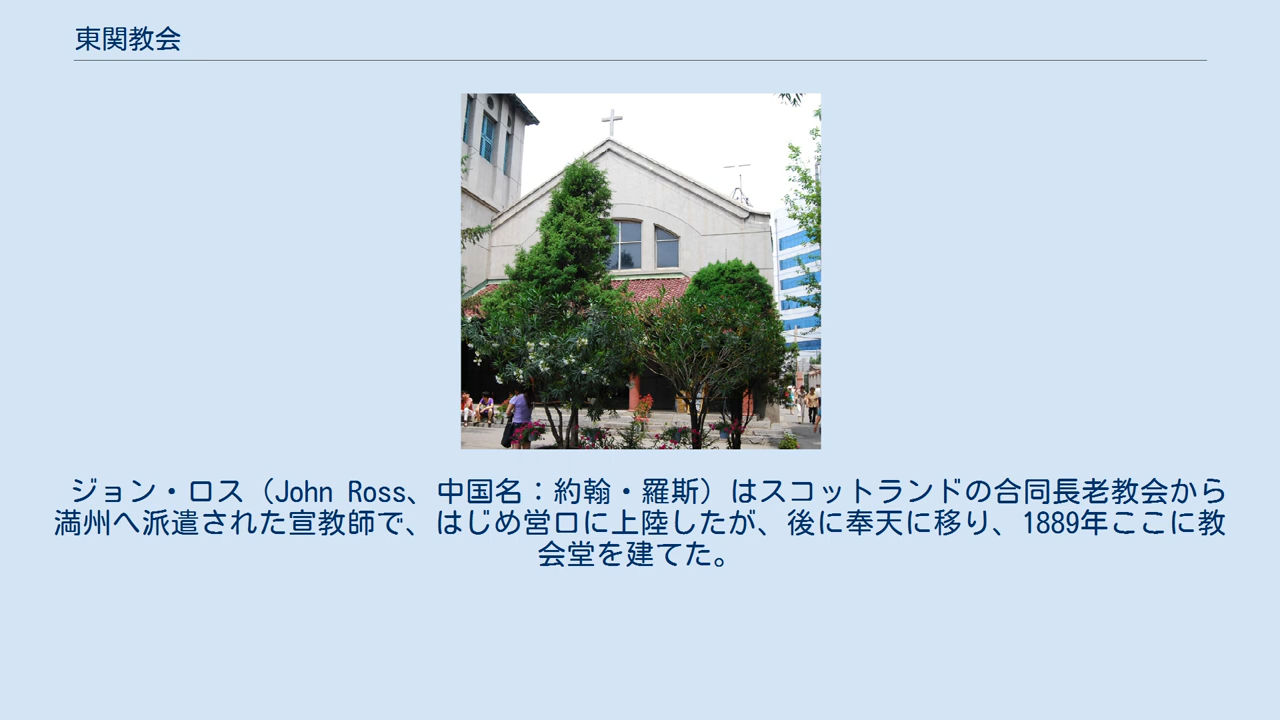 東関教会
ジョン・ロス（John Ross、中国名：約翰・羅斯）はスコットランドの合同長老教会から
満州へ派遣された宣教師で、はじめ営口に上陸したが、後に奉天に移り、1889年ここに教
会堂を建てた。